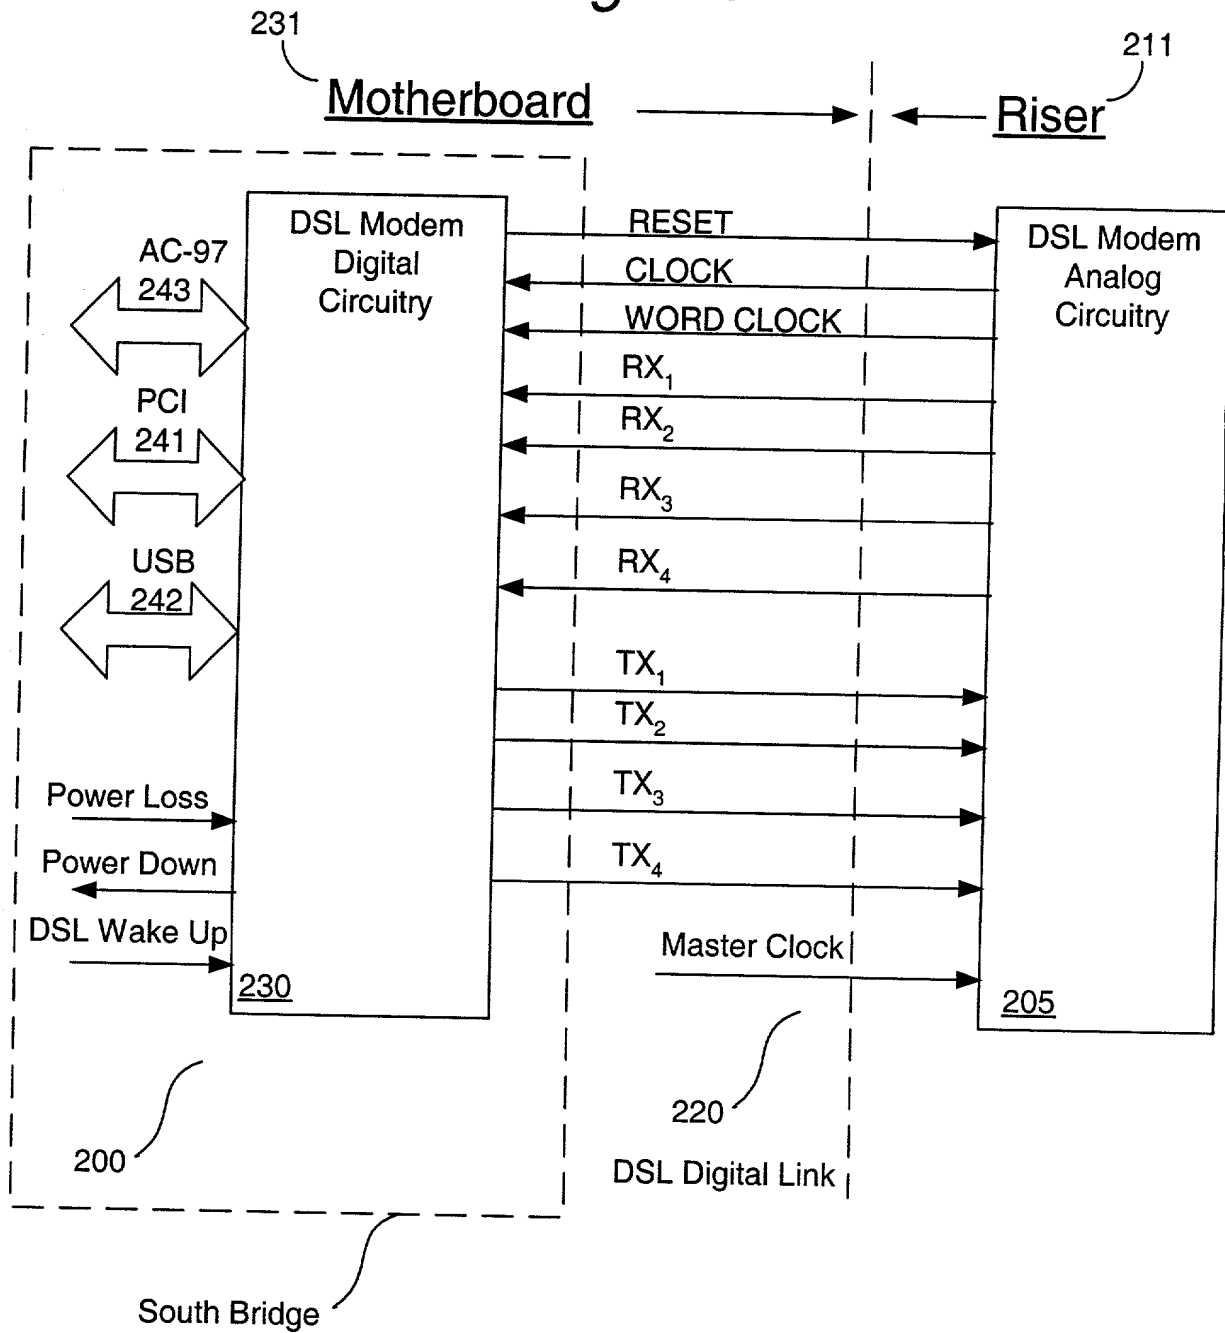 g
231
211
Motherboard
Riser
DSL Modem
Digital
Circuitry
AC-97
243
PCI
241
USB
242
Power Loss
Power Down
DSL Wake Up
230
RESET
CLOCK
WORD CLOCK
RX1
RX2
RX3
RX4
TX1
TX2
TX3
TX4
Master Clock
DSL Modem
Analog
Circuitry
205
200
220
DSL Digital Link
South Bridge